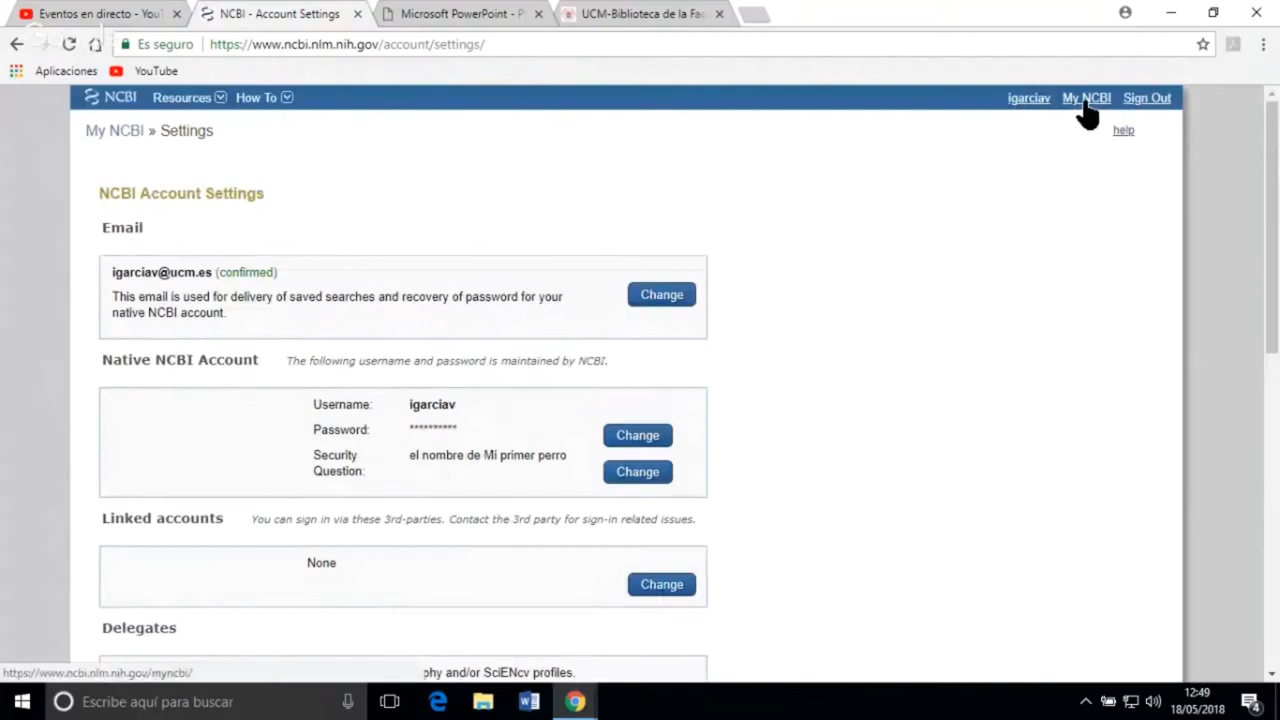 Eventos en directo - You
NCBI - Account Settings
Microsoft PowerPoint - P
UCM-Biblioteca de la Fac
Es seguro
https://www.ncbi.nlm.nih.gov/account/settings/
Aplicaciones
YouTube
NCBI Resources How To
igarciav My NCBI Sign Out
My NCBI » Settings
help
NCBI Account Settings
Email
igarciav@ucm.es (confirmed)
This email is used for delivery of saved searches and recovery of password for your
native NCBI account.
Change
Native NCBI Account The following username and password is maintained by NCBI.
Username: igarciav
Password: **********
Change
Security
Question:
el nombre de Mi primer perro
Change
Linked accounts You can sign in via these 3rd-parties. Contact the 3rd party for sign-in related issues.
None
Change
Delegates
phy and/or SciENcv profiles.
https://www.ncbi.nlm.nih.gov/myncbi/
Escribe aquí para buscar
12:49
18/05/2018
4